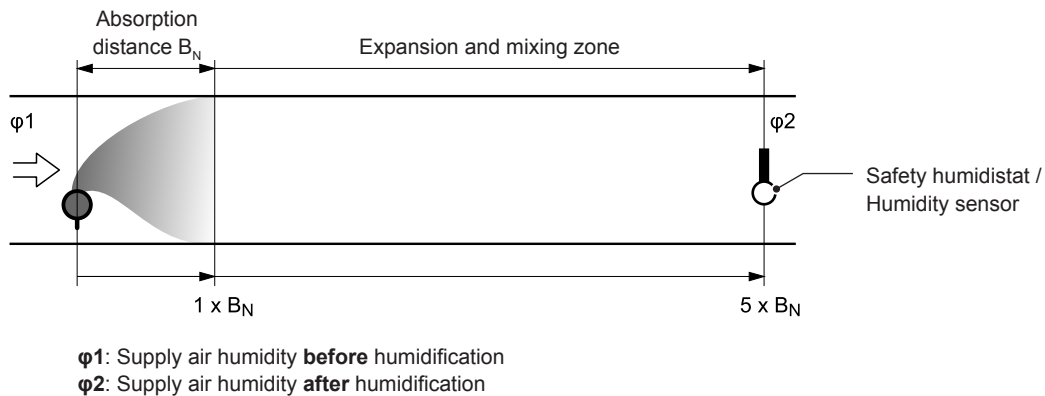 Absorption
distance B_N
Expansion and mixing zone
φ1
φ2
Safety humidistat /
Humidity sensor
1 x B_N
5 x B_N
φ1: Supply air humidity before humidification
φ2: Supply air humidity after humidification